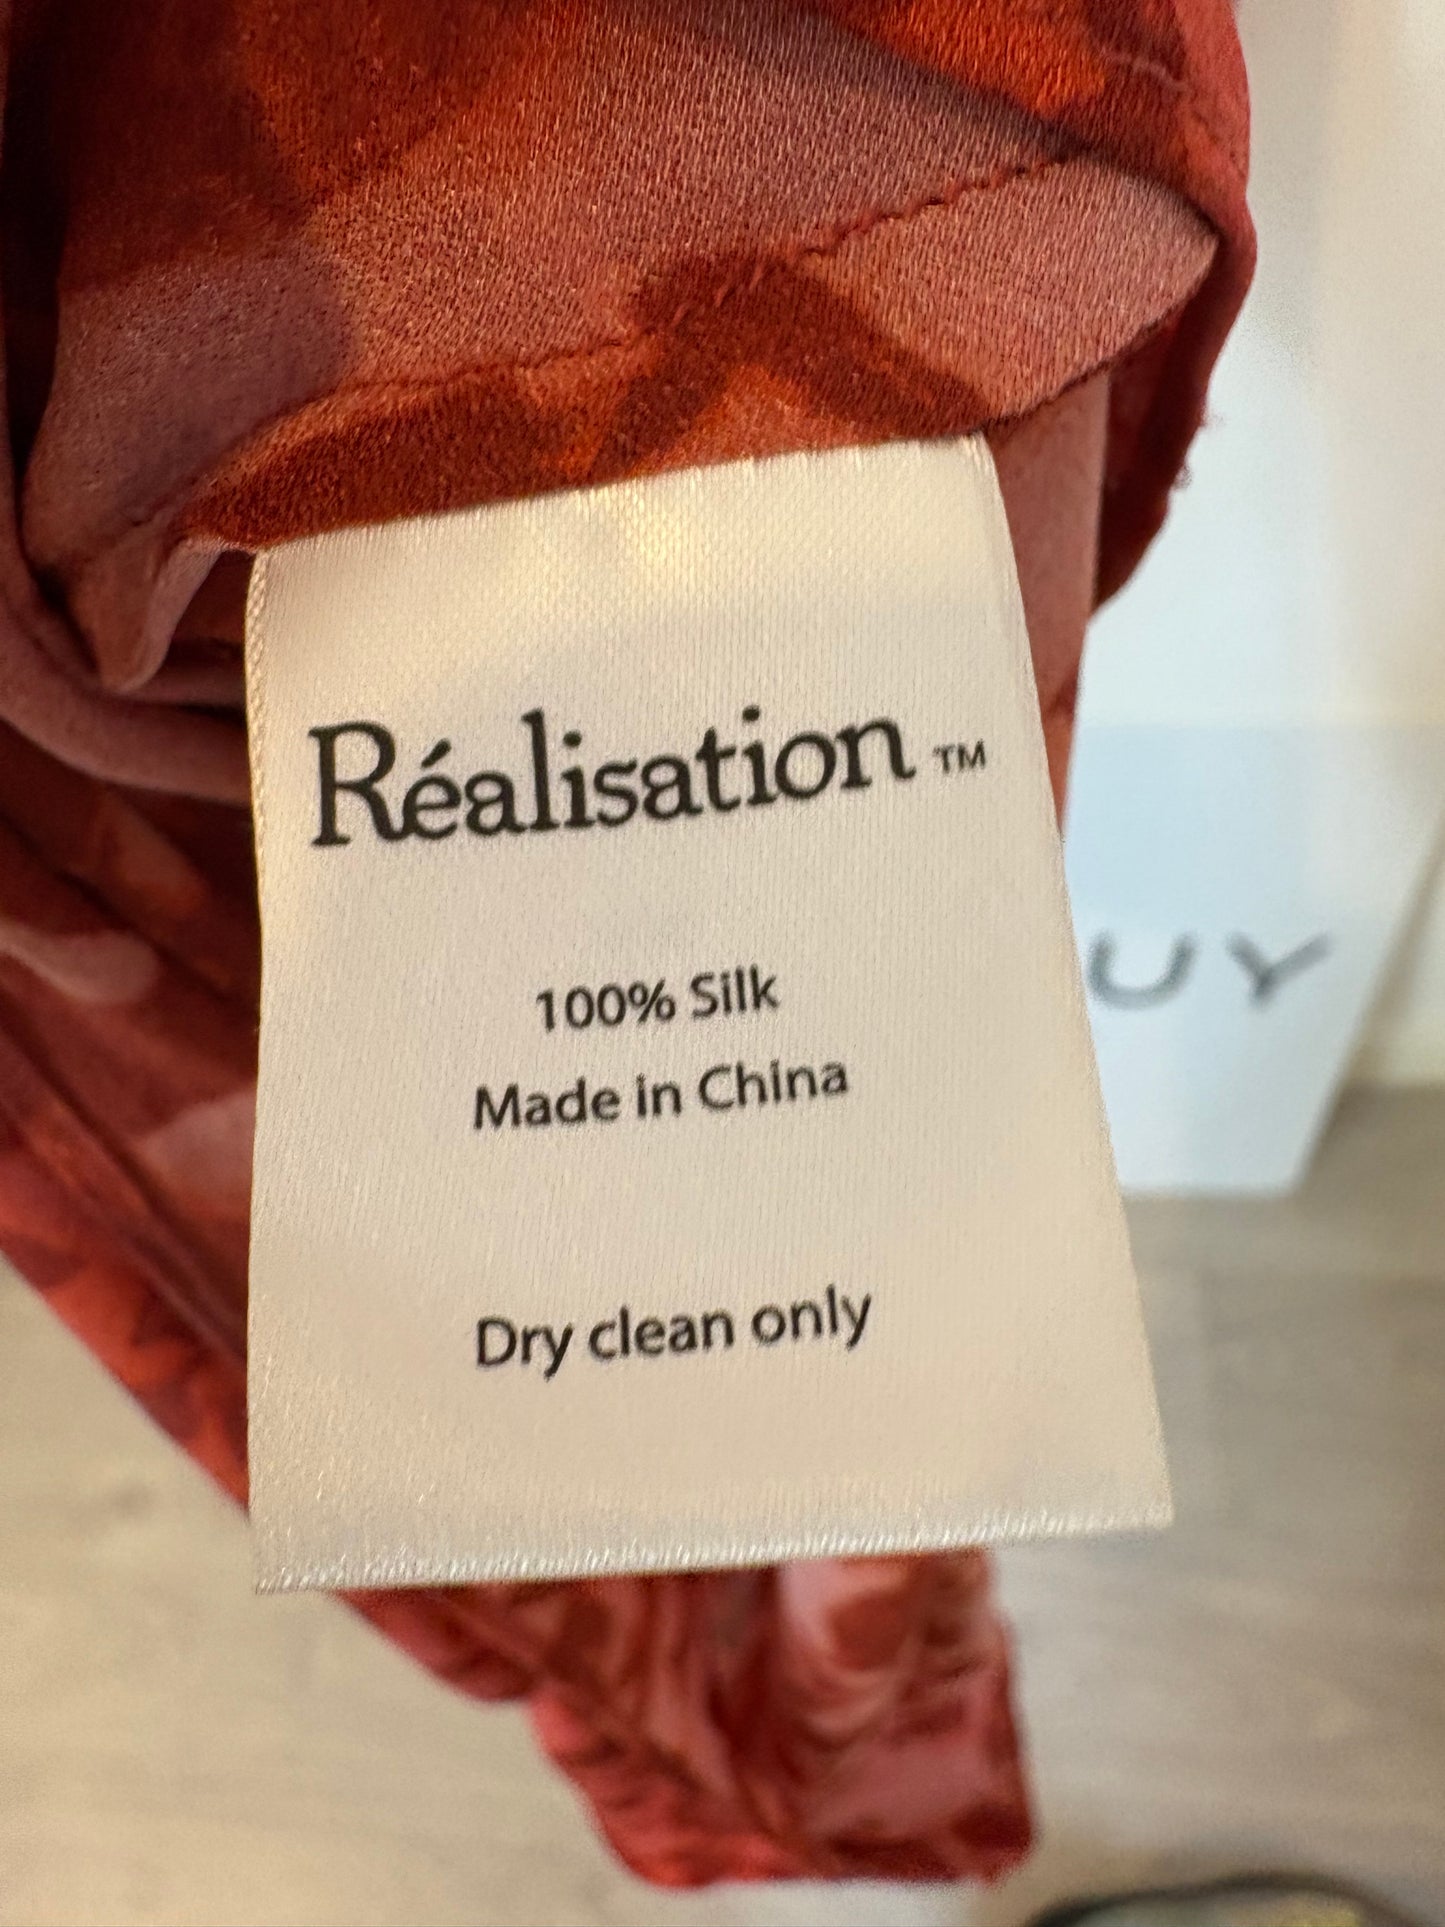 Réalisation ™
100% Silk
Made in China
Dry clean only
UY